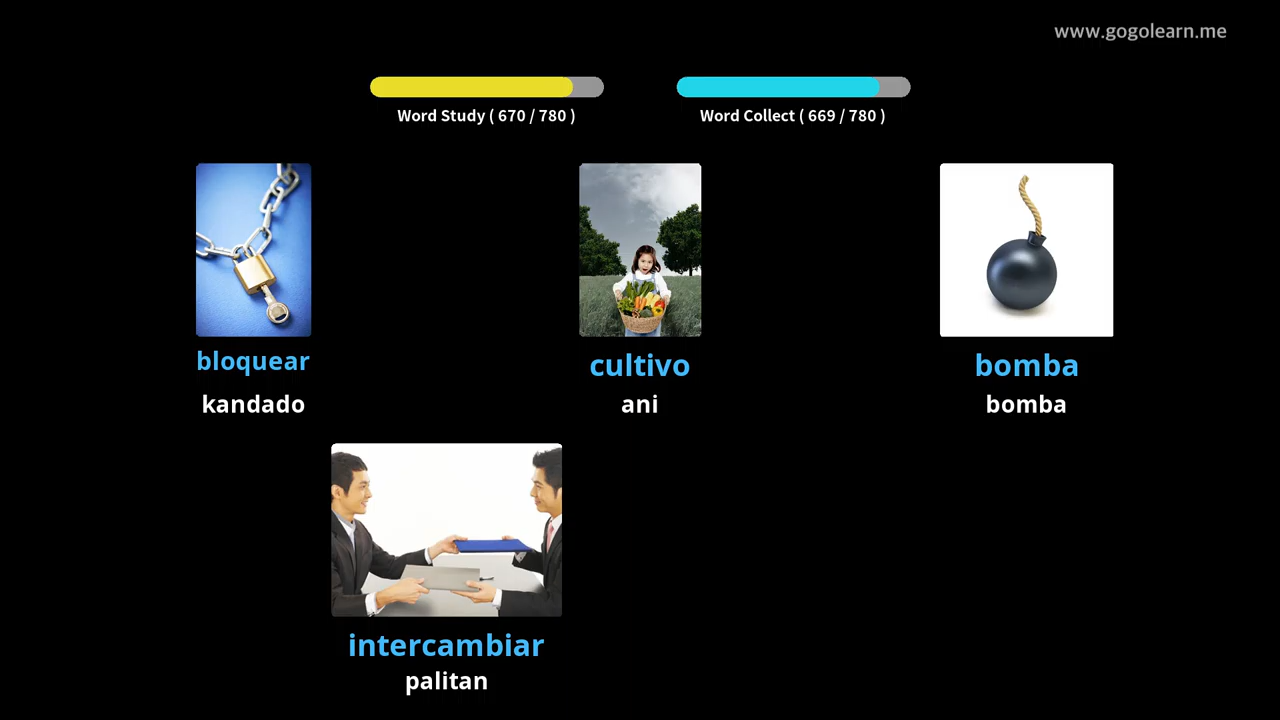 www.gogolearn.me
Word Study ( 670 / 780 )
Word Collect ( 669 / 780 )
bloquear
kandado
cultivo
ani
bomba
bomba
intercambiar
palitan